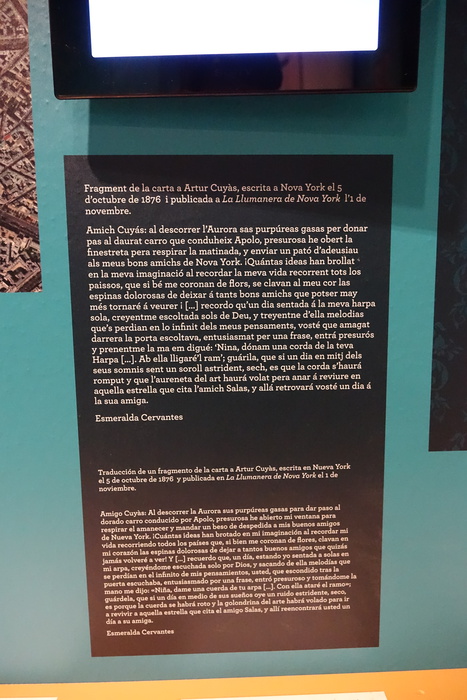 Fragment de la carta a Artur Cuyàs, escrita a Nova York el 5
d'octubre de 1876 i publicada a La Llumanera de Nova York l'1 de
novembre.
Amich Cuyás: al descorrer l'Aurora sas purpúreas gasas per donar
pas al daurat carro que conduheix Apolo, presurosa he obert la
finestreta pera respirar la matinada, y enviar un pató d'adeusiau
als meus bons amichs de Nova York. ¡Quántas ideas han brollat
en la meva imaginació al recordar la meva vida recorrent tots los
paissos, que si bé me coronan de flors, se clavan al meu cor las
espinas dolorosas de deixar á tants bons amichs que potser may
més tornaré á veurer i [...] recordo qu'un dia sentada á la meva harpa
sola, creyentme escoltada sols de Deu, y treyentne d'ella melodias
que's perdian en lo infinit dels meus pensaments, vosté que amagat
darrera la porta escoltava, entusiasmat per una frase, entrá presurós
y prenentme la ma em digué: 'Nina, dónam una corda de la teva
Harpa [...]. Ab ella lligaré'l ram'; guárila, que si un dia en mitj dels
seus somnis sent un soroll astrident, sech, es que la corda s'haurá
romput y que l'aureneta del art haurá volat pera anar á reviure en
aquella estrella que cita l'amich Salas, y allá retrovará vosté un dia á
la sua amiga.
Esmeralda Cervantes
Traducción de un fragmento de la carta a Artur Cuyàs, escrita en Nueva York
el 5 de octubre de 1876 y publicada en La Llumanera de Nova York el 1 de
noviembre.
Amigo Cuyàs: Al descorrer la Aurora sus purpúreas gasas para dar paso al
dorado carro conducido por Apolo, presurosa he abierto mi ventana para
respirar el amanecer y mandar un beso de despedida a mis buenos amigos
de Nueva York. ¡Cuántas ideas han brotado en mi imaginación al recordar mi
vida recorriendo todos los países que, si bien me coronan de flores, clavan en
mi corazón las espinas dolorosas de dejar a tantos buenos amigos que quizás
jamás volveré a ver! Y [...] recuerdo que, un día, estando yo sentada a solas en
mi arpa, creyéndome escuchada solo por Dios, y sacando de ella melodías que
se perdían en el infinito de mis pensamientos, usted, que escondido tras la
puerta escuchaba, entusiasmado por una frase, entró presuroso y tomándome la
mano me dijo: «Niña, dame una cuerda de tu arpa [...]. Con ella ataré el ramo»;
guárdela, que si un día en medio de sus sueños oye un ruido estridente, seco,
es porque la cuerda se habrá roto y la golondrina del arte habrá volado para ir
a revivir a aquella estrella que cita el amigo Salas, y allí reencontrará usted un
día a su amiga.
Esmeralda Cervantes